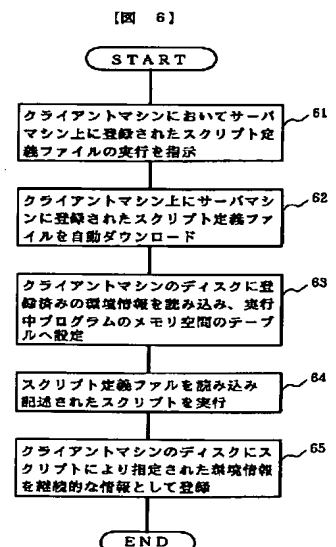 【図 6】
START
クライアントマシンにおいてサーバ
マシン上に登録されたスクリプト定
義ファイルの実行を指示
61
クライアントマシン上にサーバマシ
ンに登録されたスクリプト定義ファ
イルを自動ダウンロード
62
クライアントマシンのディスクに登
録済みの環境情報を読み込み、実行
中プログラムのメモリ空間のテーブ
ルへ設定
63
スクリプト定義ファルを読み込み
記述されたスクリプトを実行
64
クライアントマシンのディスクにス
クリプトにより指定された環境情報
を継続的な情報として登録
65
END